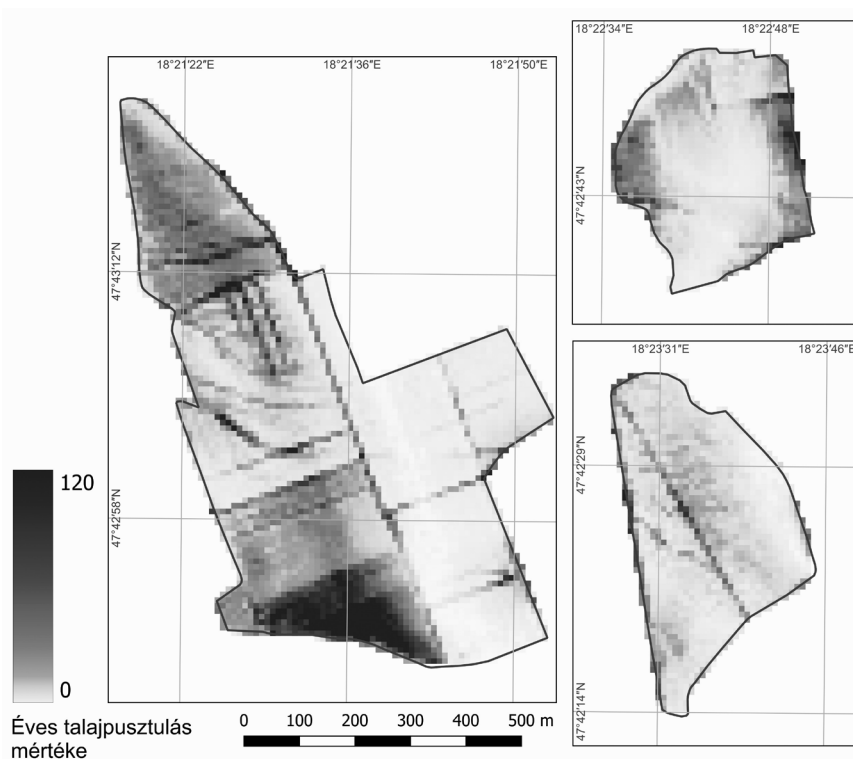 18°21'22"E
18°21'36"E
18°21'50"E
47°43'12"N
47°42'58"N
18°22'34"E
18°22'48"E
47°42'43"N
18°23'31"E
18°23'46"E
47°42'29"N
47°42'14"N
120
0
Éves talajpusztulás
mértéke
0 100 200 300 400 500 m